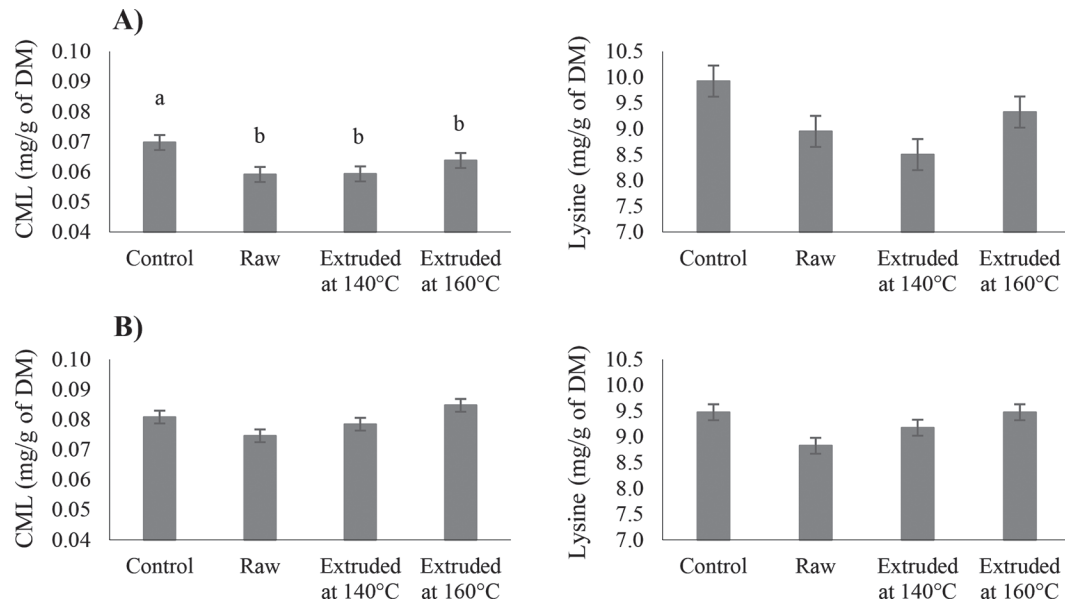 A)
CML (mg/g of DM)
0.10
0.09
0.08
0.07
0.06
0.05
0.04
a
b
b
b
Control
Raw
Extruded
at 140°C
Extruded
at 160°C
Lysine (mg/g of DM)
10.5
10.0
9.5
9.0
8.5
8.0
7.5
7.0
Control
Raw
Extruded
at 140°C
Extruded
at 160°C
B)
CML (mg/g of DM)
0.10
0.09
0.08
0.07
0.06
0.05
0.04
Control
Raw
Extruded
at 140°C
Extruded
at 160°C
Lysine (mg/g of DM)
10.5
10.0
9.5
9.0
8.5
8.0
7.5
7.0
Control
Raw
Extruded
at 140°C
Extruded
at 160°C